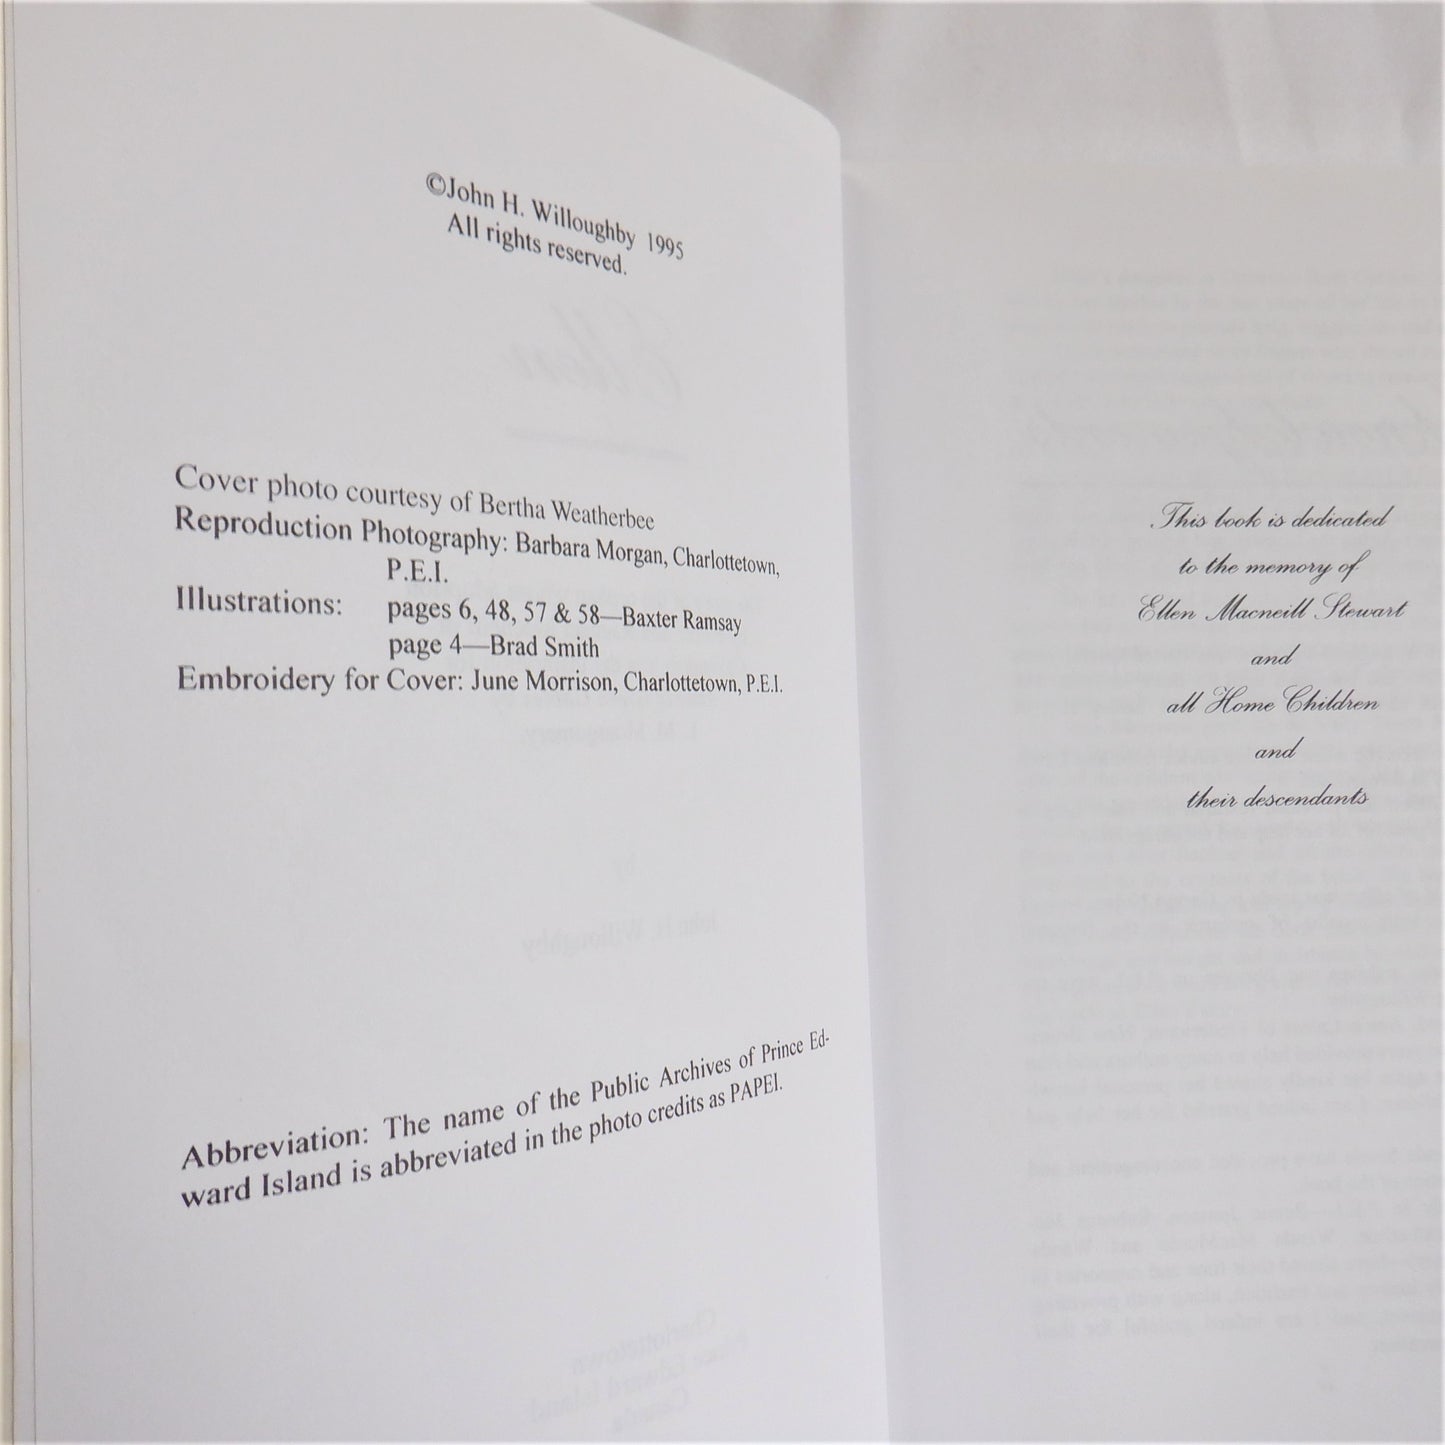 ©John H. Willoughby 1995
All rights reserved.
Cover photo courtesy of Bertha Weatherbee
Reproduction Photography: Barbara Morgan, Charlottetown,
P.E.I.
Illustrations: pages 6, 48, 57 & 58—Baxter Ramsay
page 4—Brad Smith
Embroidery for Cover: June Morrison, Charlottetown, P.E.I.
Abbreviation: The name of the Public Archives of Prince Ed-
ward Island is abbreviated in the photo credits as PAPEI.
This book is dedicated
to the memory of
Ellen Macneill Stewart
and
all Home Children
and
their descendants